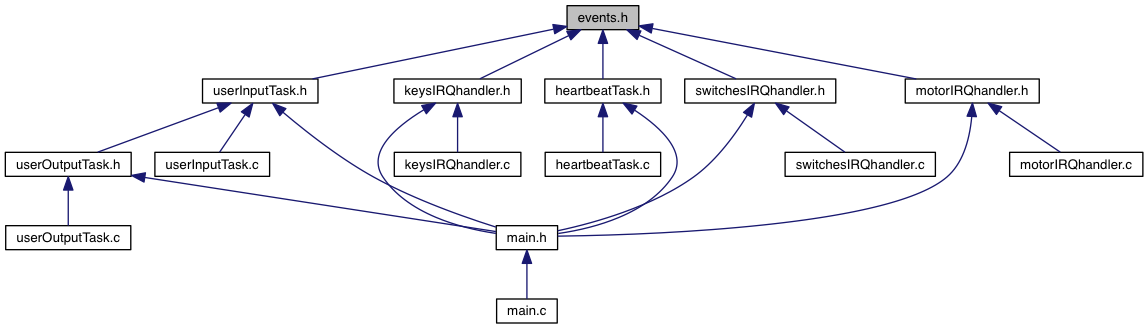 events.h
userInputTask.h
keysIRQhandler.h
heartbeatTask.h
switchesIRQhandler.h
motorIRQhandler.h
userOutputTask.h
userInputTask.c
keysIRQhandler.c
heartbeatTask.c
switchesIRQhandler.c
motorIRQhandler.c
userOutputTask.c
main.h
main.c